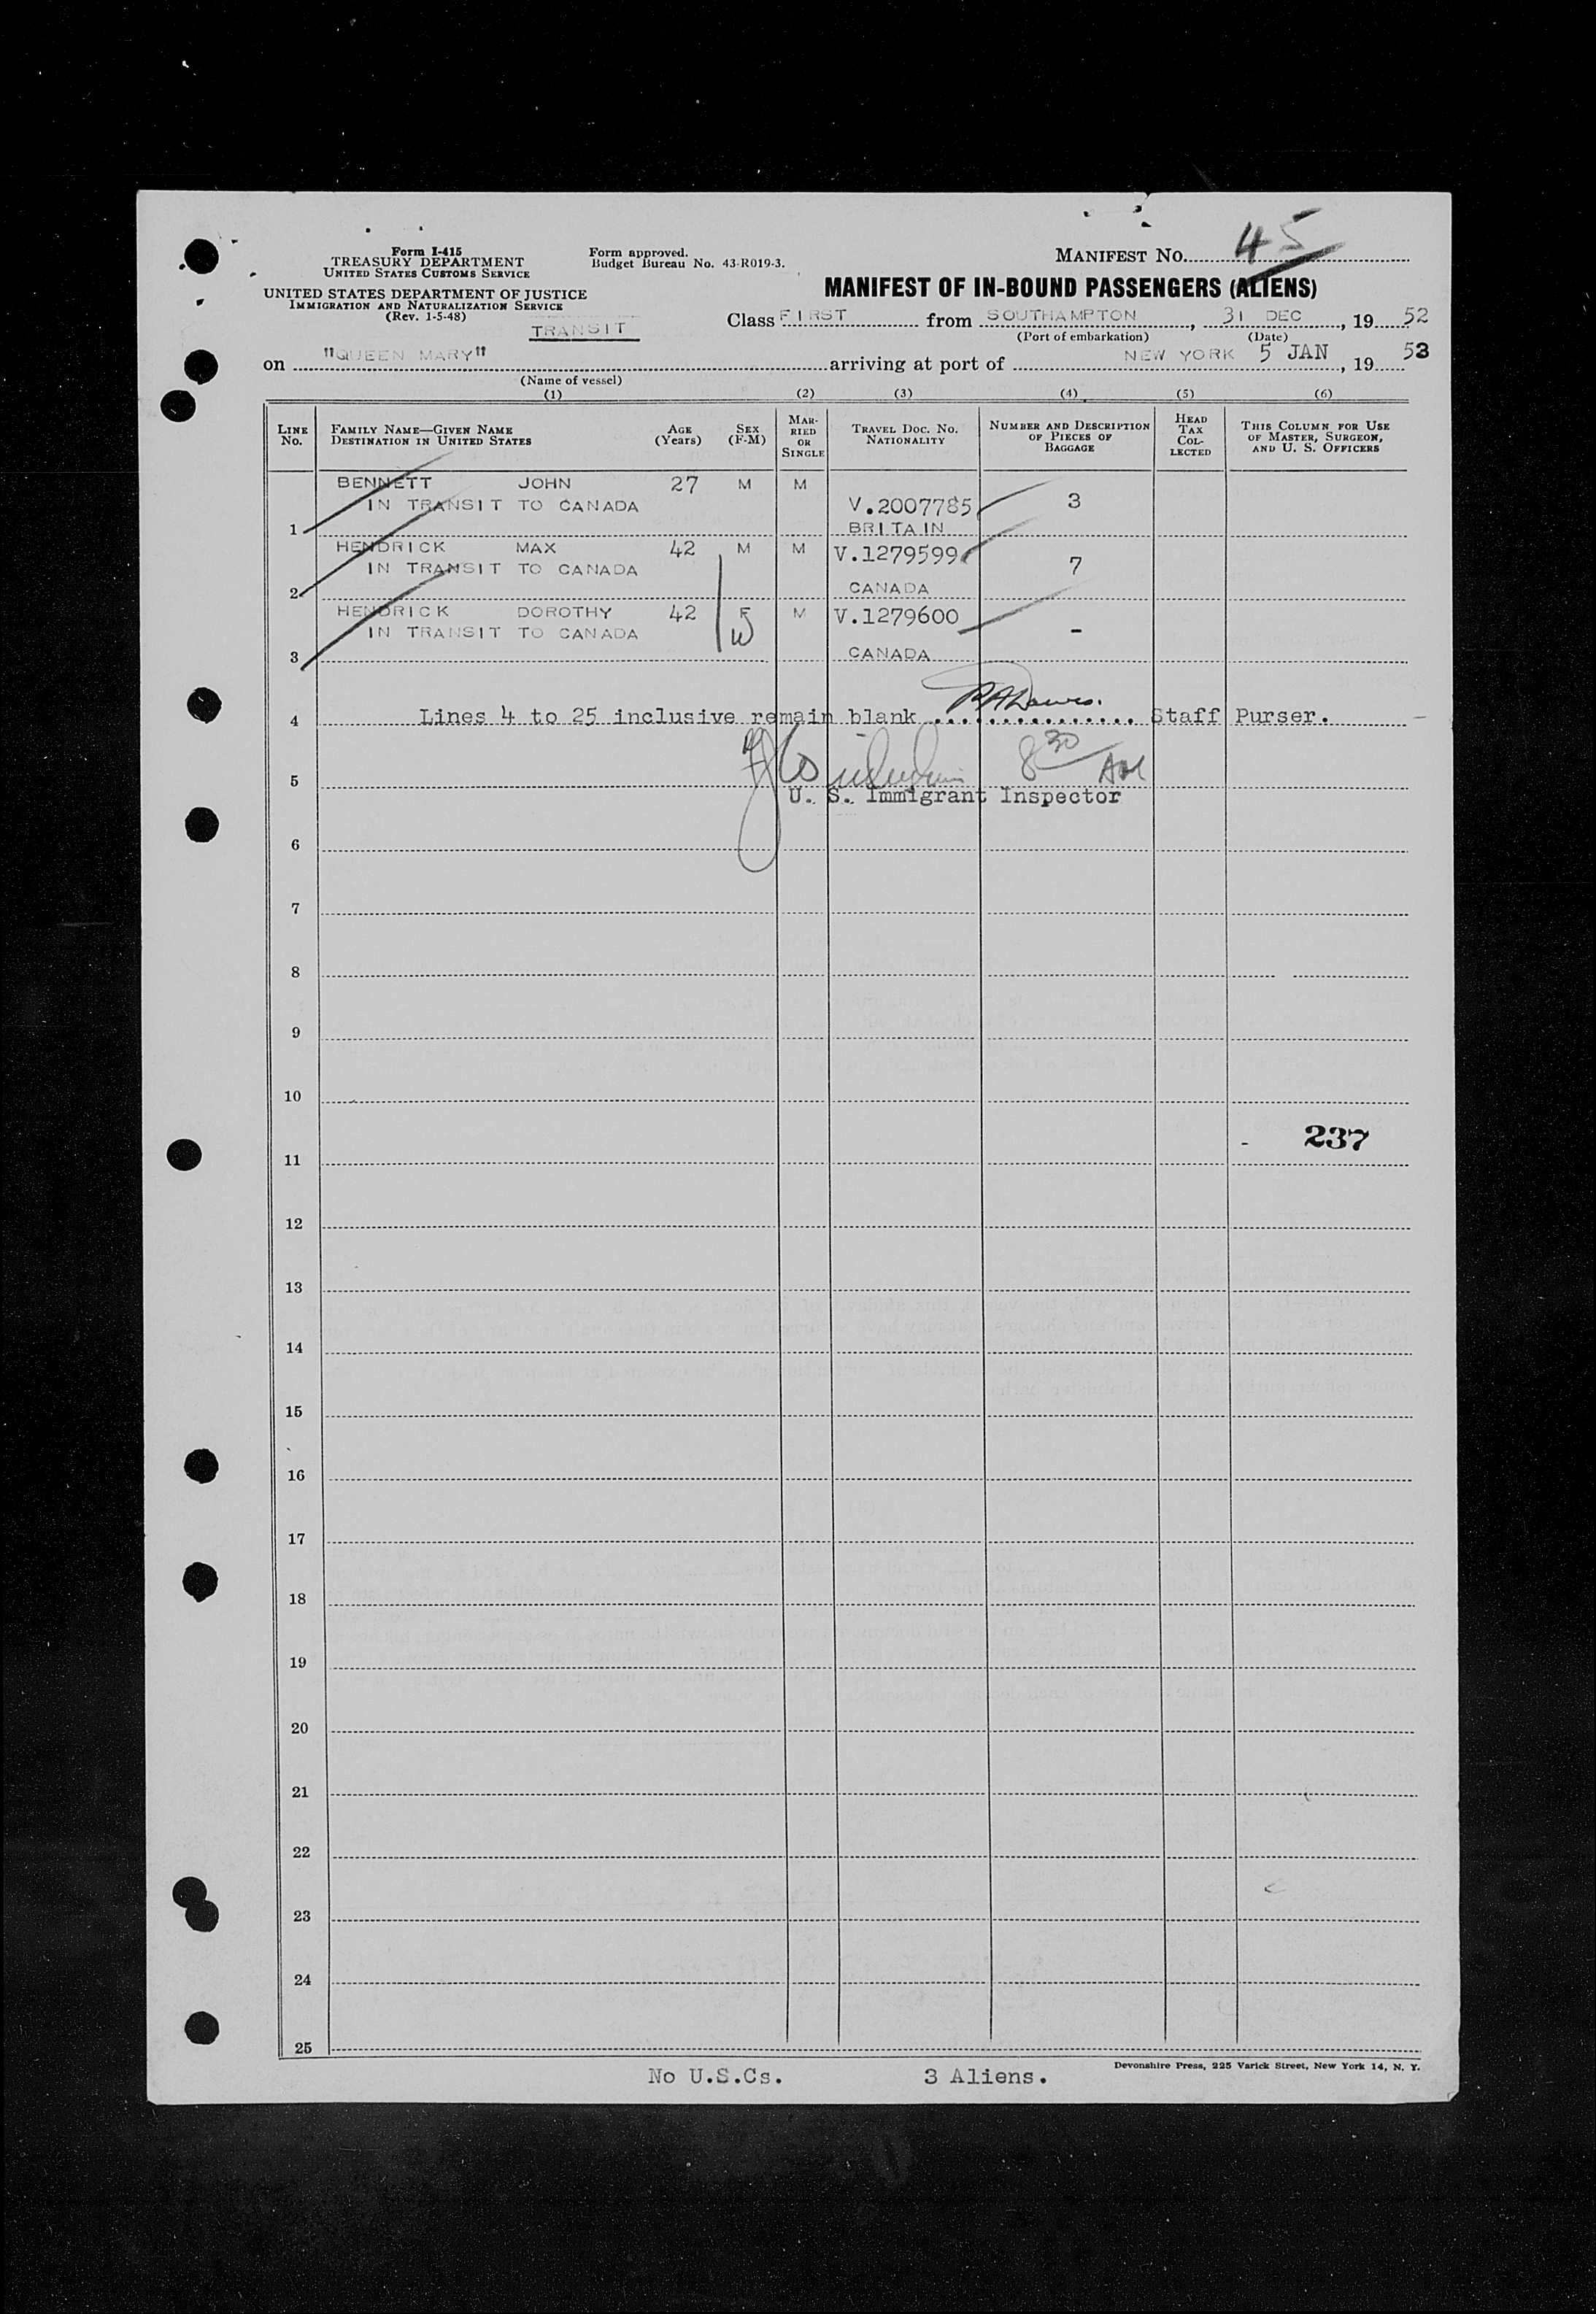 Form I-415
TREASURY DEPARTMENT
UNITED STATES CUSTOMS SERVICE
UNITED STATES DEPARTMENT OF JUSTICE
IMMIGRATION AND NATURALIZATION SERVICE
(Rev. 1-5-48)
TRANSIT
Form approved.
Budget Bureau No. 43-R019-3.
MANIFEST No. 45
MANIFEST OF IN-BOUND PASSENGERS (ALIENS)
Class FIRST from SOUTHAMPTON, 31 DEC, 19 52
(Port of embarkation) (Date)
on "QUEEN MARY" arriving at port of NEW YORK 5 JAN, 19 53
(Name of vessel)
(1) (2) (3) (4) (5) (6)
LINE No. FAMILY NAME—GIVEN NAME DESTINATION IN UNITED STATES AGE (Years) SEX (F-M) MARRIED OR SINGLE TRAVEL DOC. NO. NATIONALITY NUMBER AND DESCRIPTION OF PIECES OF BAGGAGE HEAD TAX COLLECTED THIS COLUMN FOR USE OF MASTER, SURGEON, AND U. S. OFFICERS
BENNETT JOHN 27 M M
IN TRANSIT TO CANADA V.2007785 3
1 BRITAIN
HENDRICK MAX 42 M M V.1279599
IN TRANSIT TO CANADA 7
2 CANADA
HENDRICK DOROTHY 42 F M V.1279600
IN TRANSIT TO CANADA W -
3 CANADA
4 Lines 4 to 25 inclusive remain blank ............... Staff Purser.
8 30 AM
5
U. S. Immigrant Inspector
6
7
8
9
10
237
11
12
13
14
15
16
17
18
19
20
21
22
23
24
25
No U.S.Cs. 3 Aliens.
Devonshire Press, 225 Varick Street, New York 14, N. Y.